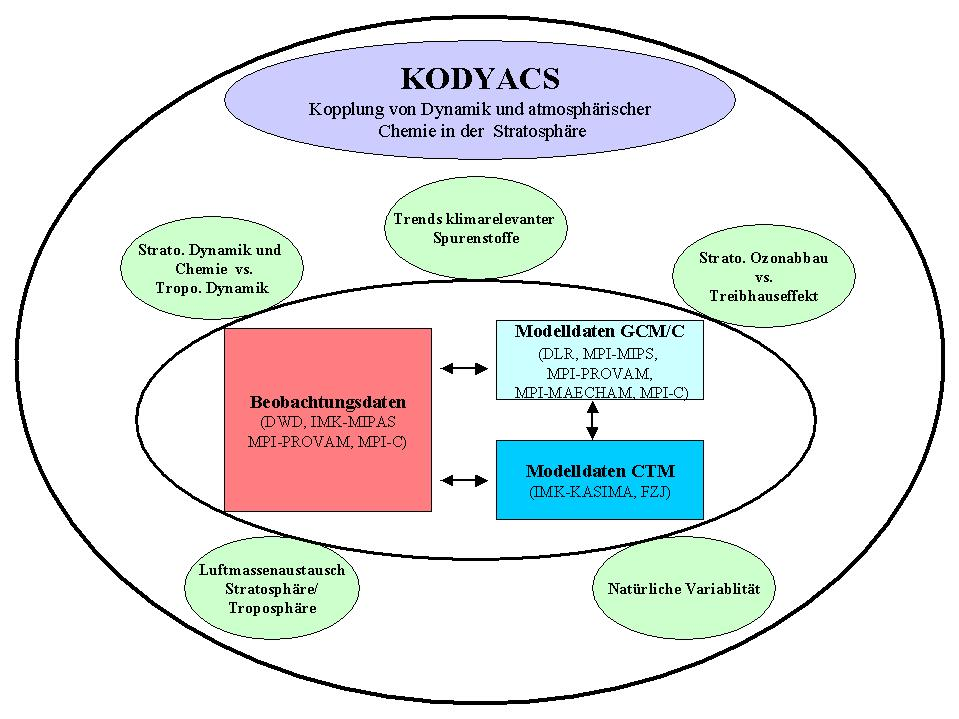 KODYACS
Kopplung von Dynamik und atmosphärischer
Chemie in der Stratosphäre
Trends klimarelevanter
Spurenstoffe
Strato. Dynamik und
Chemie vs.
Tropo. Dynamik
Strato. Ozonabbau
vs.
Treibhauseffekt
Beobachtungsdaten
(DWD, IMK-MIPAS
MPI-PROVAM, MPI-C)
Modelldaten GCM/C
(DLR, MPI-MIPS,
MPI-PROVAM,
MPI-MAECHAM, MPI-C)
Modelldaten CTM
(IMK-KASIMA, FZJ)
Luftmassenaustausch
Stratosphäre/
Troposphäre
Natürliche Variablität